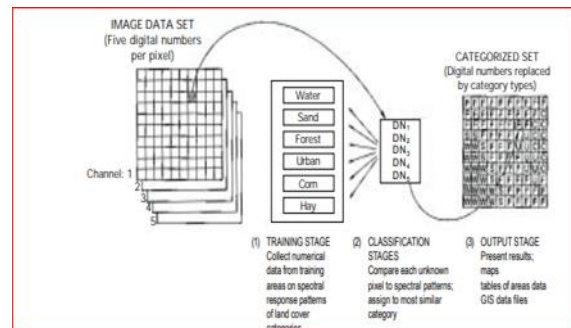 IMAGE DATA SET
(Five digital numbers
per pixel)
Channel: 1
2
3
4
5
Water
Sand
Forest
Urban
Corn
Hay
DN1
DN2
DN3
DN4
DN5
CATEGORIZED SET
(Digital numbers replaced
by category types)
(1) TRAINING STAGE
Collect numerical
data from training
areas on spectral
response patterns
of land cover
categories
(2) CLASSIFICATION
STAGES
Compare each unknown
pixel to spectral patterns;
assign to most similar
category
(3) OUTPUT STAGE
Present results;
maps
tables of areas data
GIS data files